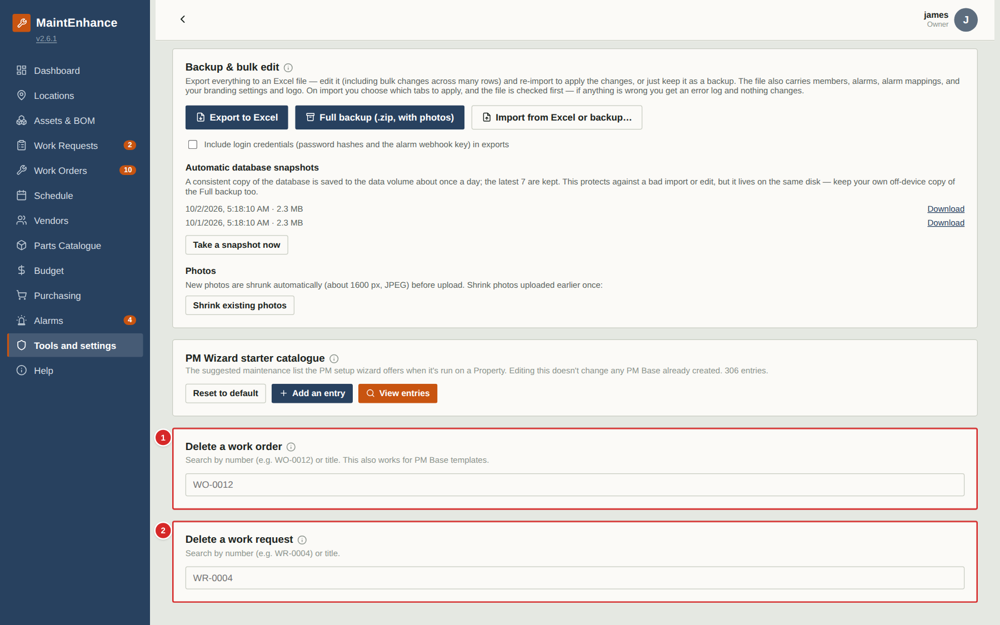 MaintEnhance
v2.6.1
Dashboard
Locations
Assets & BOM
Work Requests 2
Work Orders 10
Schedule
Vendors
Parts Catalogue
Budget
Purchasing
Alarms 4
Tools and settings
Help
james
Owner
J
Backup & bulk edit
Export everything to an Excel file — edit it (including bulk changes across many rows) and re-import to apply the changes, or just keep it as a backup. The file also carries members, alarms, alarm mappings, and
your branding settings and logo. On import you choose which tabs to apply, and the file is checked first — if anything is wrong you get an error log and nothing changes.
Export to Excel Full backup (.zip, with photos) Import from Excel or backup…
Include login credentials (password hashes and the alarm webhook key) in exports
Automatic database snapshots
A consistent copy of the database is saved to the data volume about once a day; the latest 7 are kept. This protects against a bad import or edit, but it lives on the same disk — keep your own off-device copy of
the Full backup too.
10/2/2026, 5:18:10 AM · 2.3 MB Download
10/1/2026, 5:18:10 AM · 2.3 MB Download
Take a snapshot now
Photos
New photos are shrunk automatically (about 1600 px, JPEG) before upload. Shrink photos uploaded earlier once:
Shrink existing photos
PM Wizard starter catalogue
The suggested maintenance list the PM setup wizard offers when it's run on a Property. Editing this doesn't change any PM Base already created. 306 entries.
Reset to default Add an entry View entries
1
Delete a work order
Search by number (e.g. WO-0012) or title. This also works for PM Base templates.
WO-0012
2
Delete a work request
Search by number (e.g. WR-0004) or title.
WR-0004